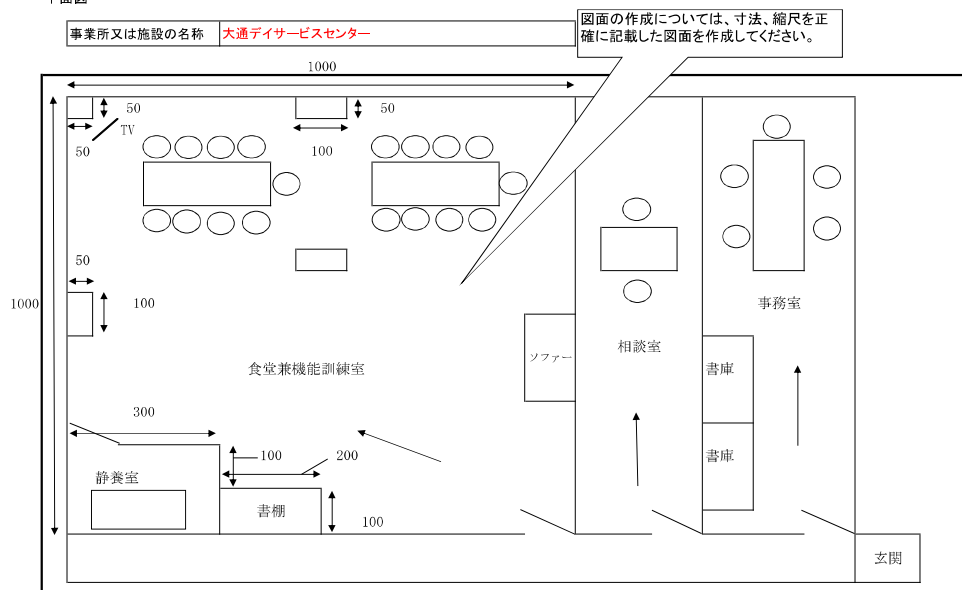 平面図
事業所又は施設の名称
大通デイサービスセンター
図面の作成については、寸法、縮尺を正
確に記載した図面を作成してください。
1000
50
50
TV
50
100
50
1000
100
事務室
相談室
ソファー
食堂兼機能訓練室
書庫
300
100
200
書庫
静養室
書棚
100
玄関